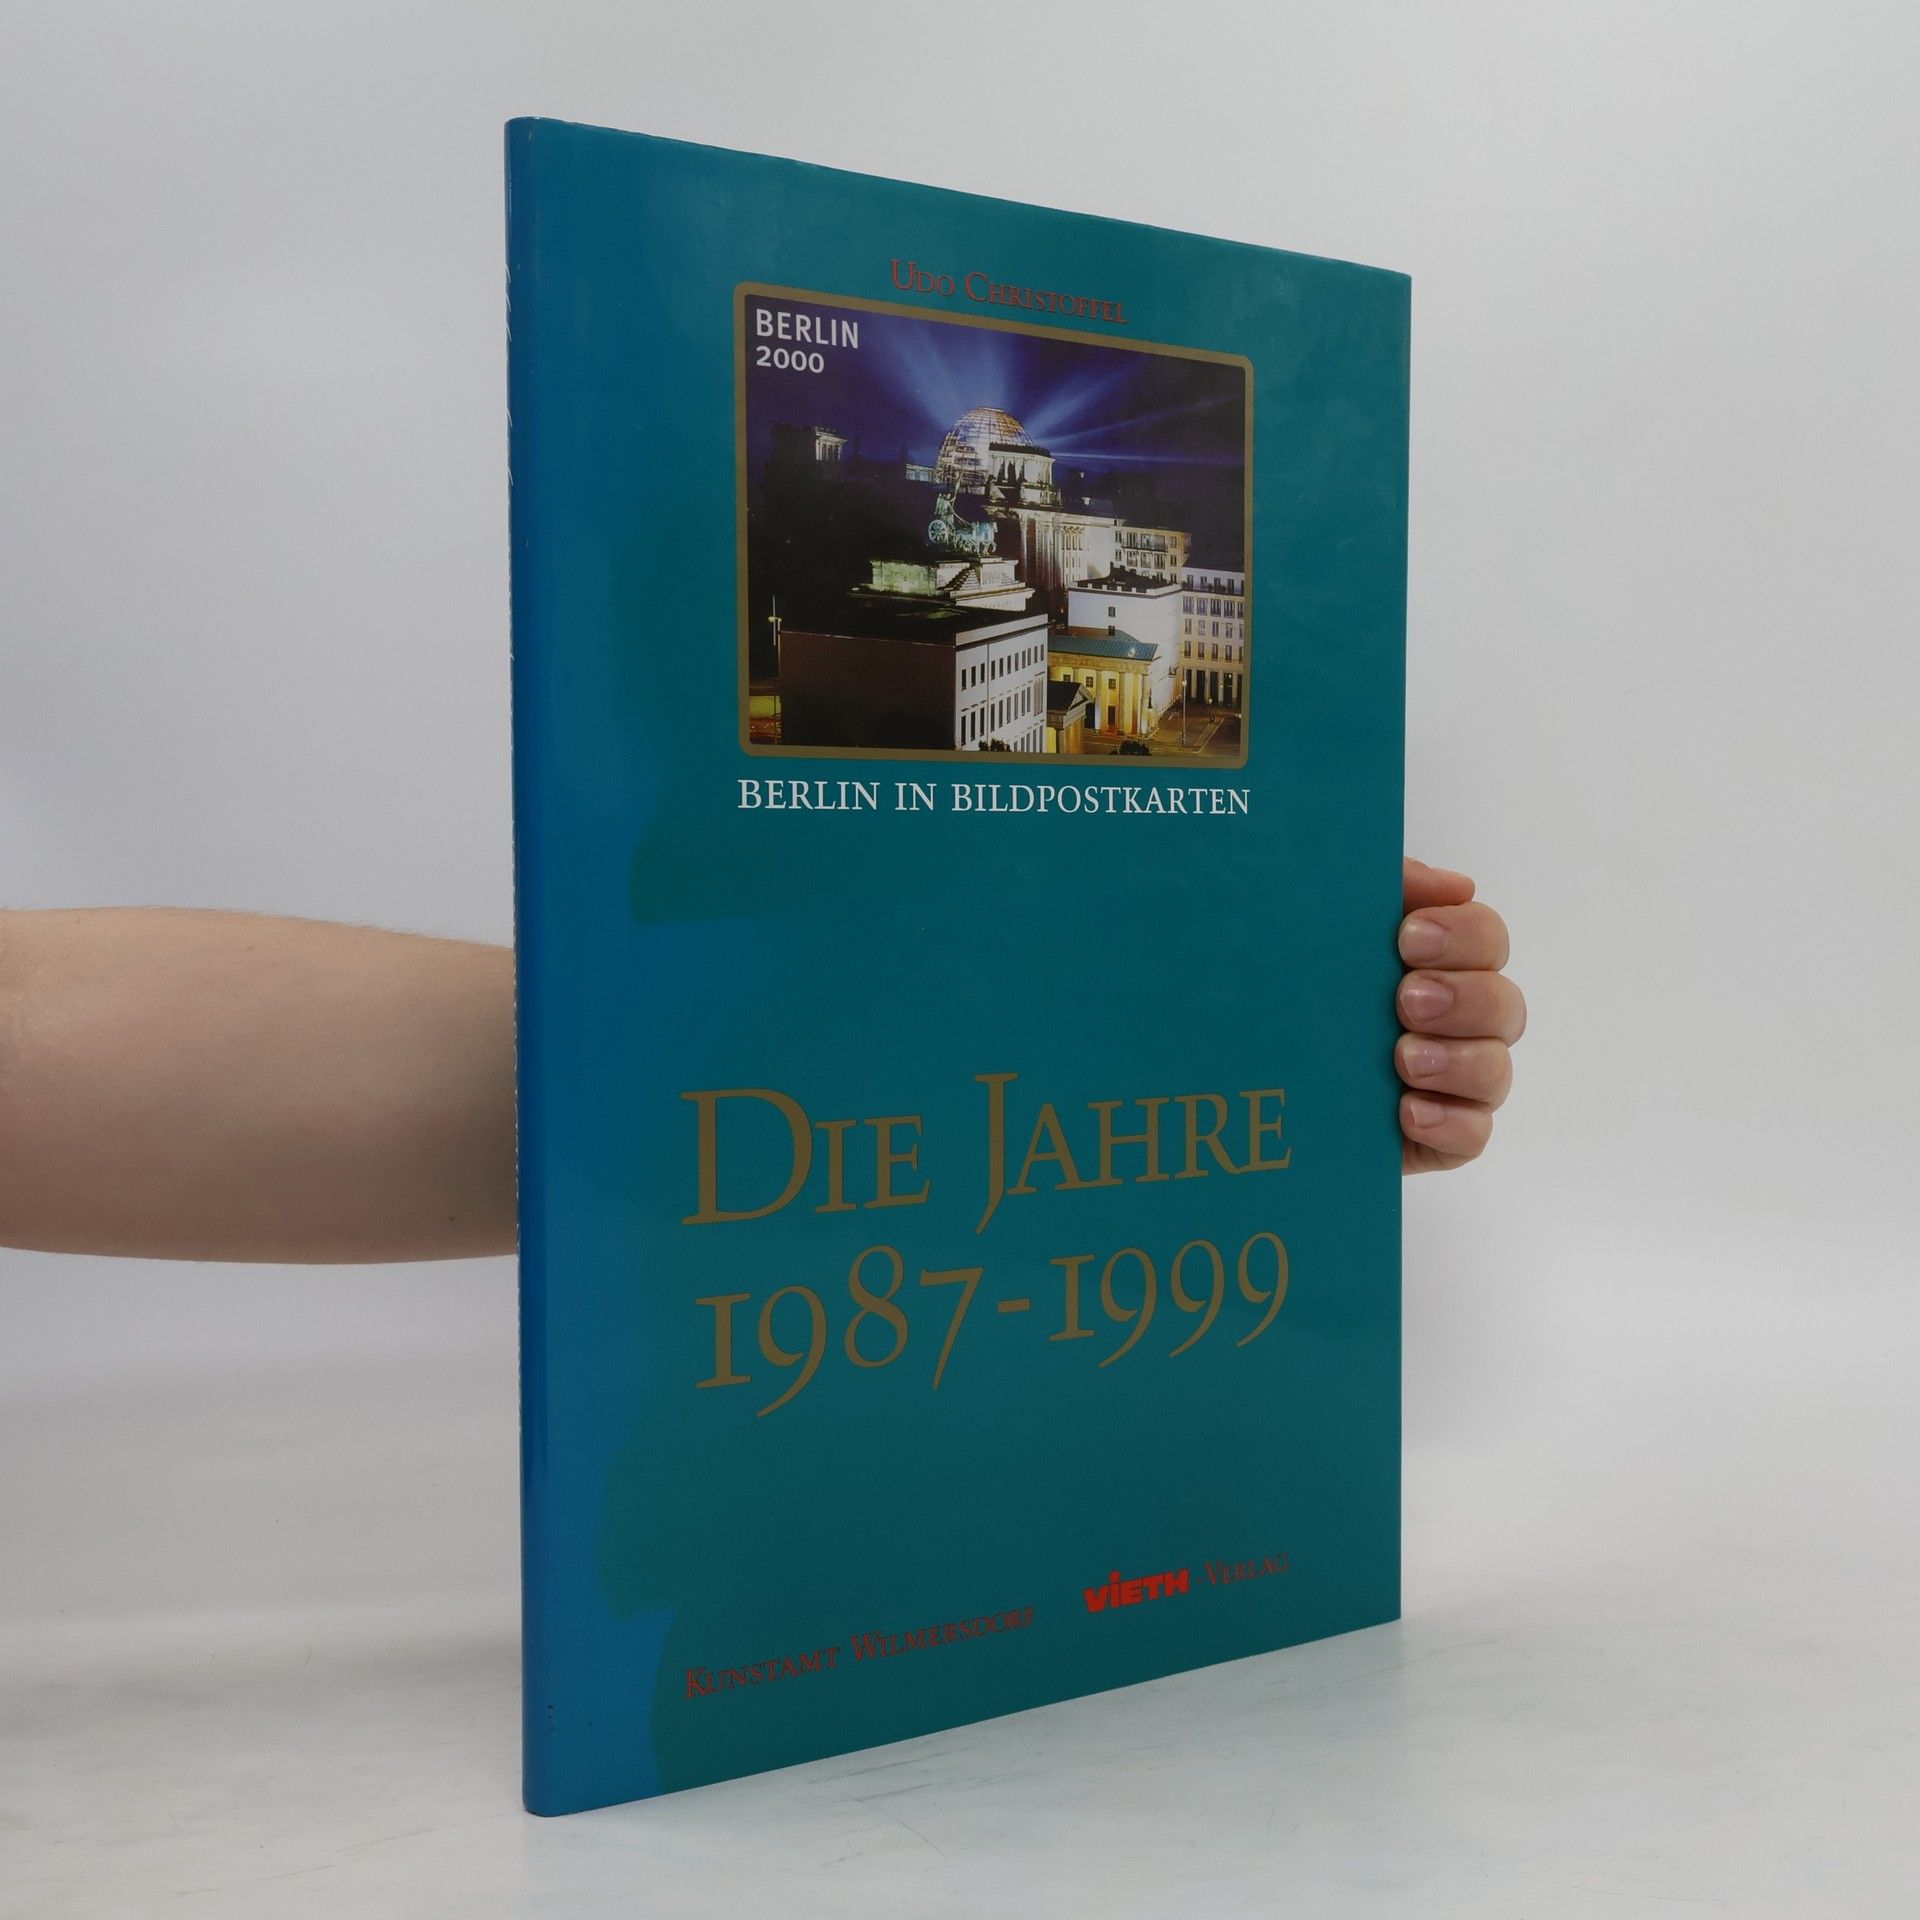 Udo Christoffel
BERLIN
2000
BERLIN IN BILDPOSTKARTEN
Die Jahre
1987-1999
Kunstamt Wilmersdorf
VIETH-Verlag